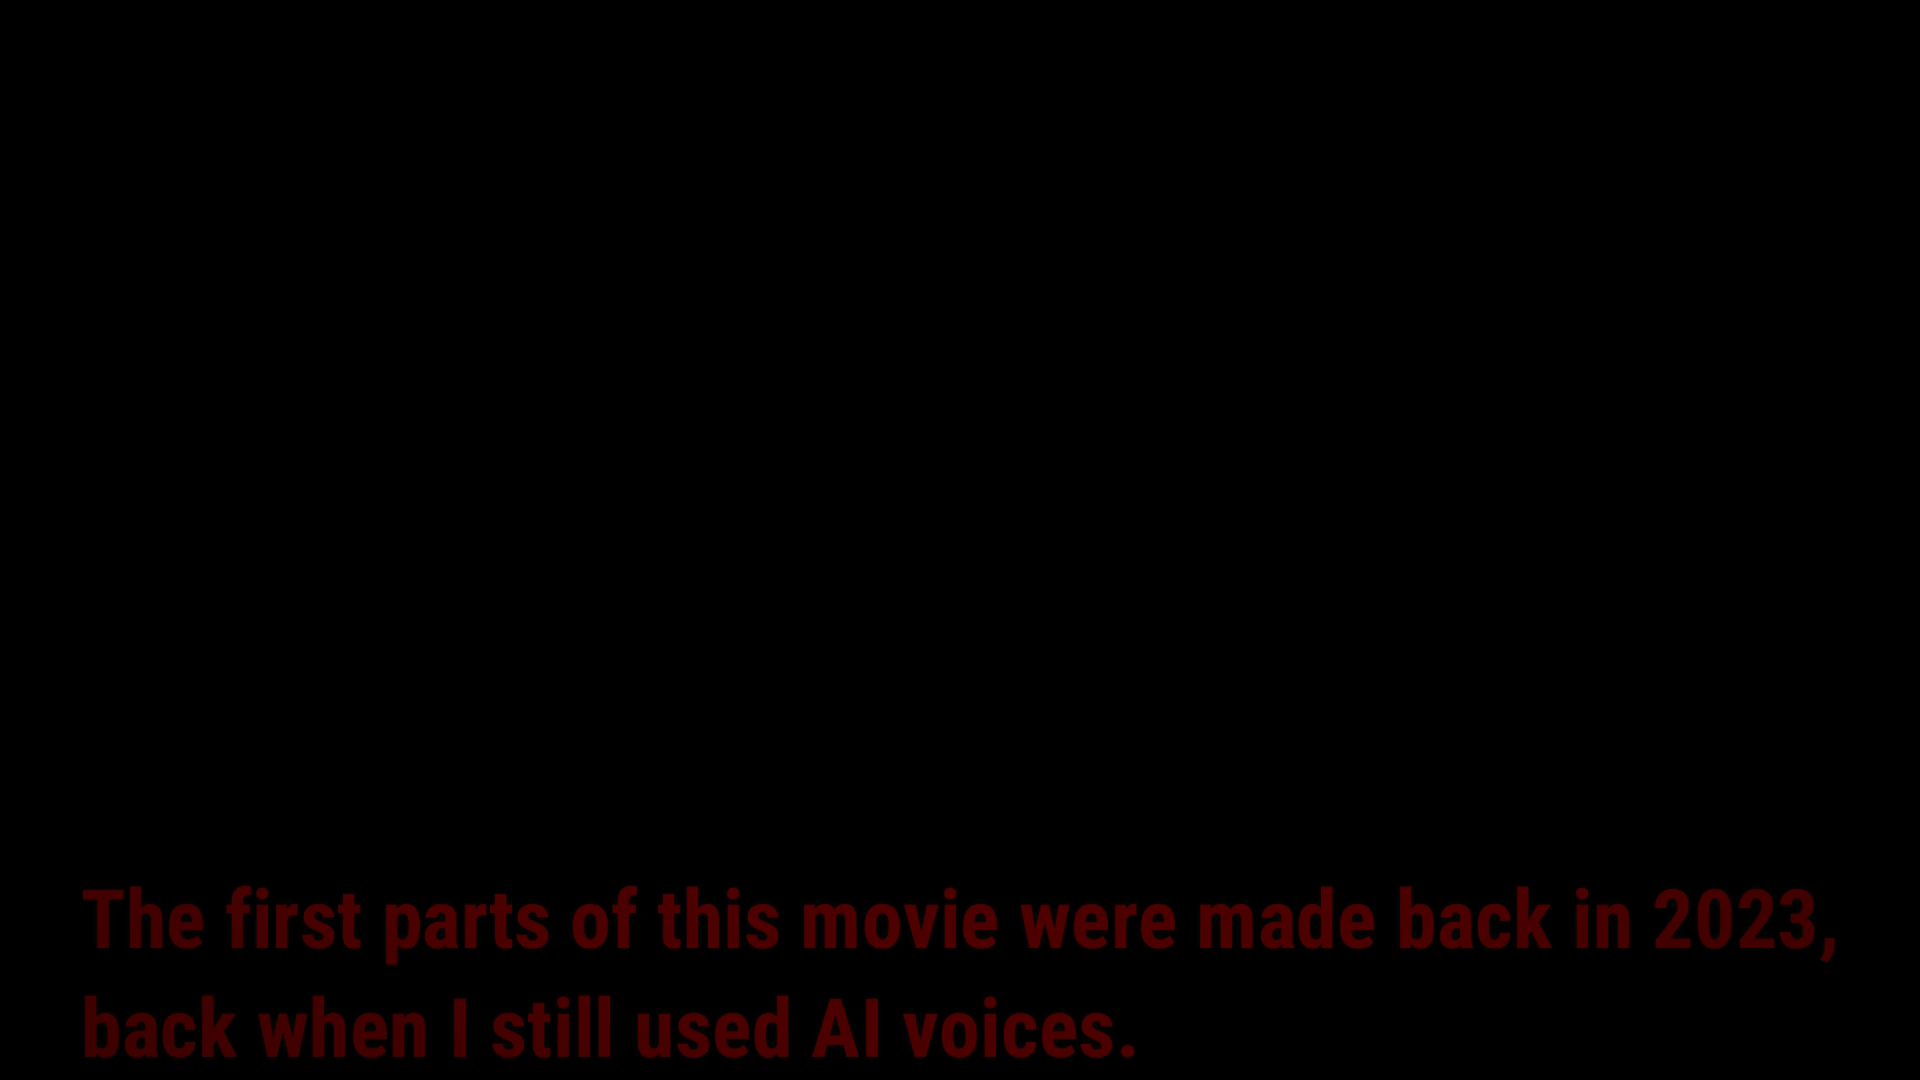 The first parts of this movie were made back in 2023,
back when I still used AI voices.